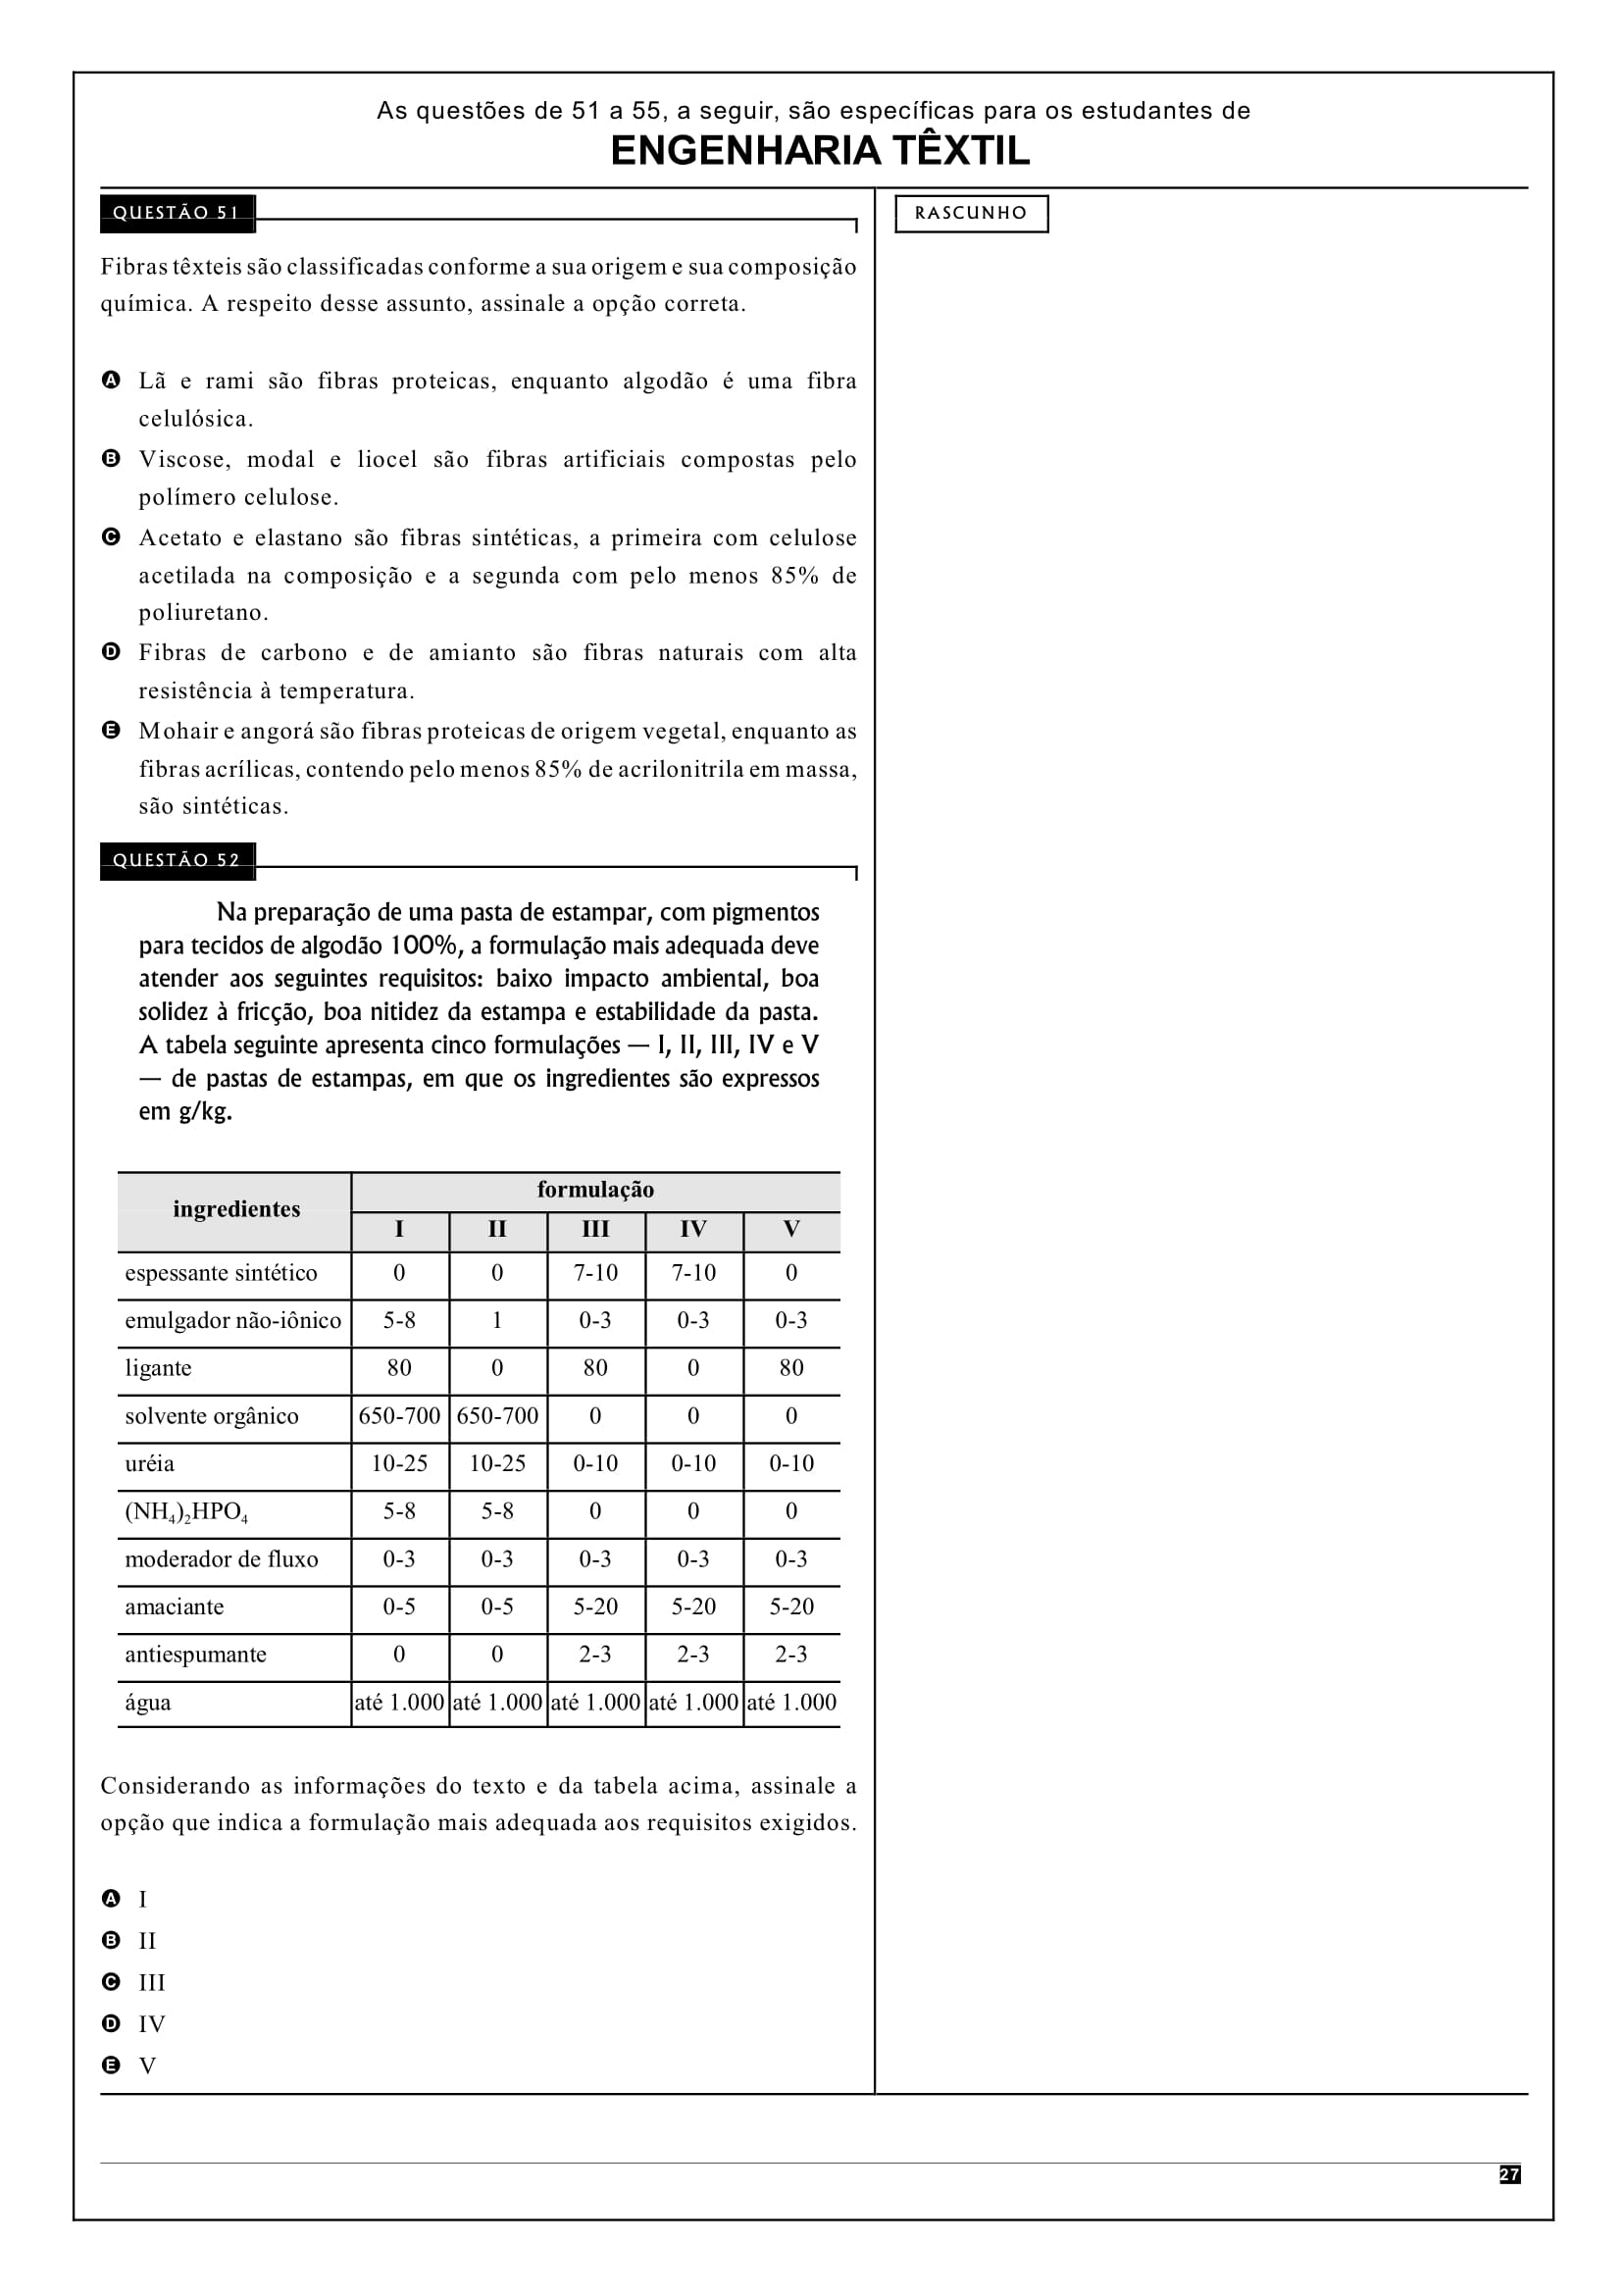 As questões de 51 a 55, a seguir, são específicas para os estudantes de
ENGENHARIA TÊXTIL
QUESTÃO 51
Fibras têxteis são classificadas conforme a sua origem e sua composição
química. A respeito desse assunto, assinale a opção correta.
A Lã e rami são fibras proteicas, enquanto algodão é uma fibra
celulósica.
B Viscose, modal e liocel são fibras artificiais compostas pelo
polímero celulose.
C Acetato e elastano são fibras sintéticas, a primeira com celulose
acetilada na composição e a segunda com pelo menos 85% de
poliuretano.
D Fibras de carbono e de amianto são fibras naturais com alta
resistência à temperatura.
E Mohair e angorá são fibras proteicas de origem vegetal, enquanto as
fibras acrílicas, contendo pelo menos 85% de acrilonitrila em massa,
são sintéticas.
QUESTÃO 52
Na preparação de uma pasta de estampar, com pigmentos
para tecidos de algodão 100%, a formulação mais adequada deve
atender aos seguintes requisitos: baixo impacto ambiental, boa
solidez à fricção, boa nitidez da estampa e estabilidade da pasta.
A tabela seguinte apresenta cinco formulações — I, II, III, IV e V
— de pastas de estampas, em que os ingredientes são expressos
em g/kg.
ingredientes formulação
I II III IV V
espessante sintético 0 0 7-10 7-10 0
emulgador não-iônico 5-8 1 0-3 0-3 0-3
ligante 80 0 80 0 80
solvente orgânico 650-700 650-700 0 0 0
uréia 10-25 10-25 0-10 0-10 0-10
(NH4)2HPO4 5-8 5-8 0 0 0
moderador de fluxo 0-3 0-3 0-3 0-3 0-3
amaciante 0-5 0-5 5-20 5-20 5-20
antiespumante 0 0 2-3 2-3 2-3
água até 1.000 até 1.000 até 1.000 até 1.000 até 1.000
Considerando as informações do texto e da tabela acima, assinale a
opção que indica a formulação mais adequada aos requisitos exigidos.
A I
B II
C III
D IV
E V
RASCUNHO
27